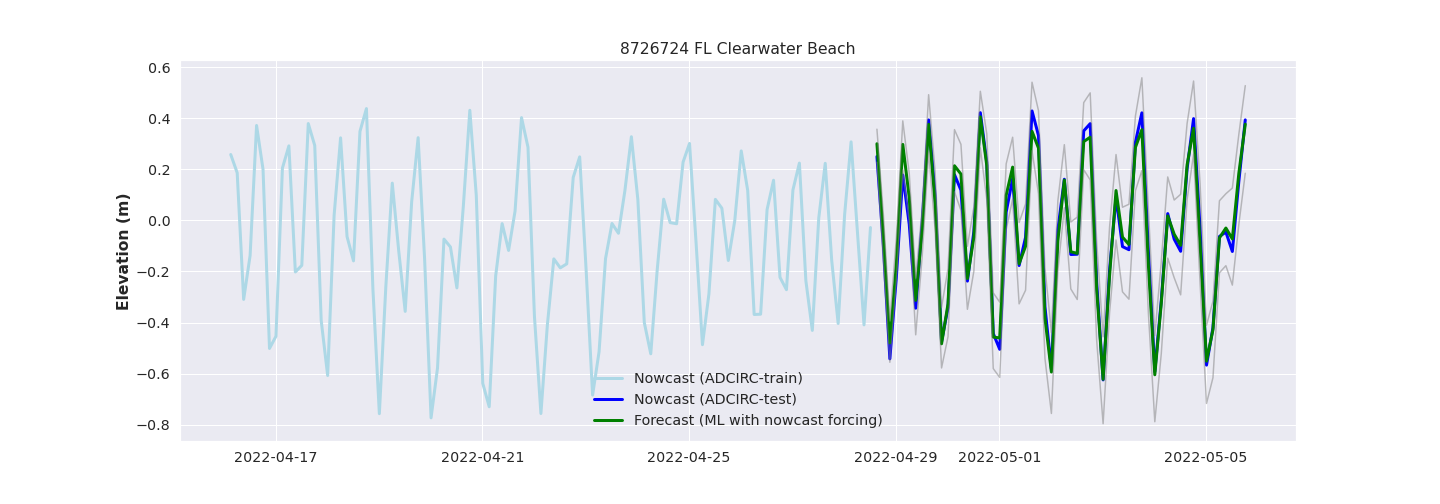 8726724 FL Clearwater Beach
Elevation (m)
0.6
0.4
0.2
0.0
−0.2
−0.4
−0.6
−0.8
Nowcast (ADCIRC-train)
Nowcast (ADCIRC-test)
Forecast (ML with nowcast forcing)
2022-04-17 2022-04-21 2022-04-25 2022-04-29 2022-05-01 2022-05-05